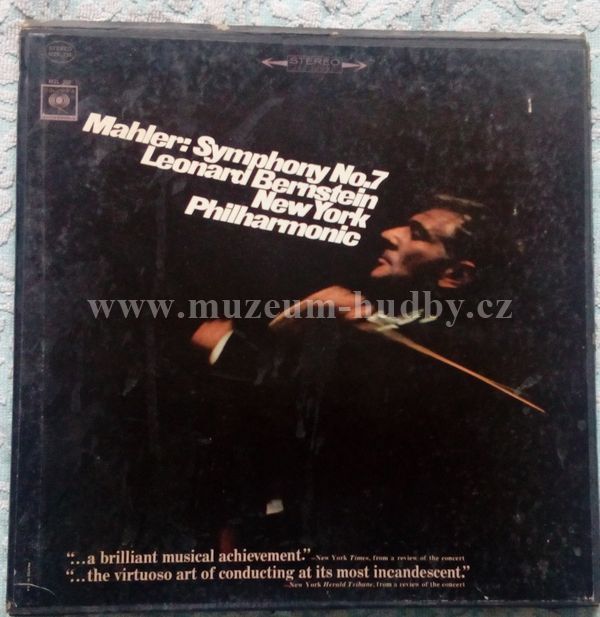 STEREO
STEREO
Mahler: Symphony No.7
Leonard Bernstein
New York
Philharmonic
www.muzeum-hudby.cz
“...a brilliant musical achievement.” –New York Times, from a review of the concert
“...the virtuoso art of conducting at its most incandescent.”
–New York Herald Tribune, from a review of the concert